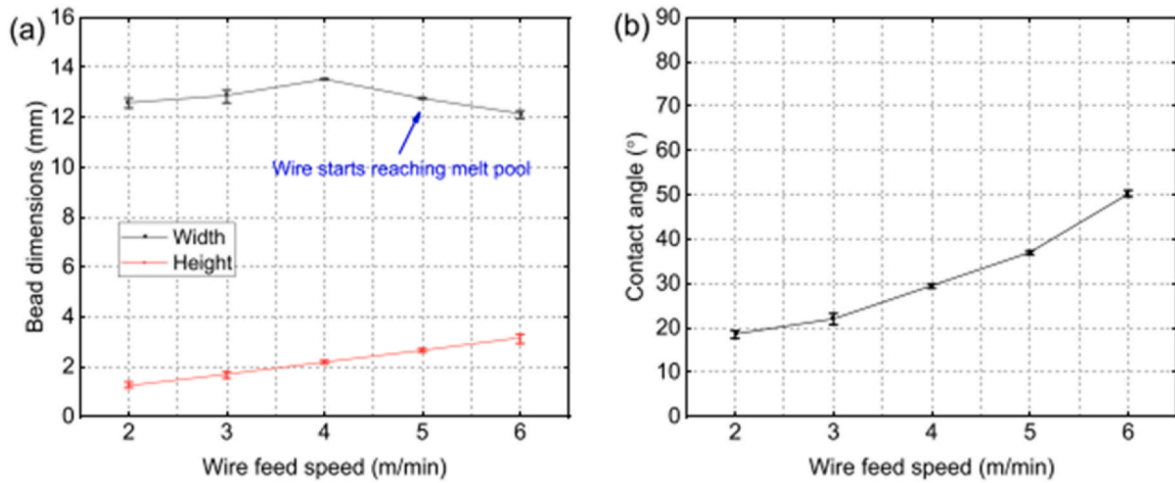 (a)
Bead dimensions (mm)
16
14
12
10
8
6
4
2
0
Wire starts reaching melt pool
Width
Height
2 3 4 5 6
Wire feed speed (m/min)
(b)
Contact angle (°)
90
80
70
60
50
40
30
20
10
0
2 3 4 5 6
Wire feed speed (m/min)